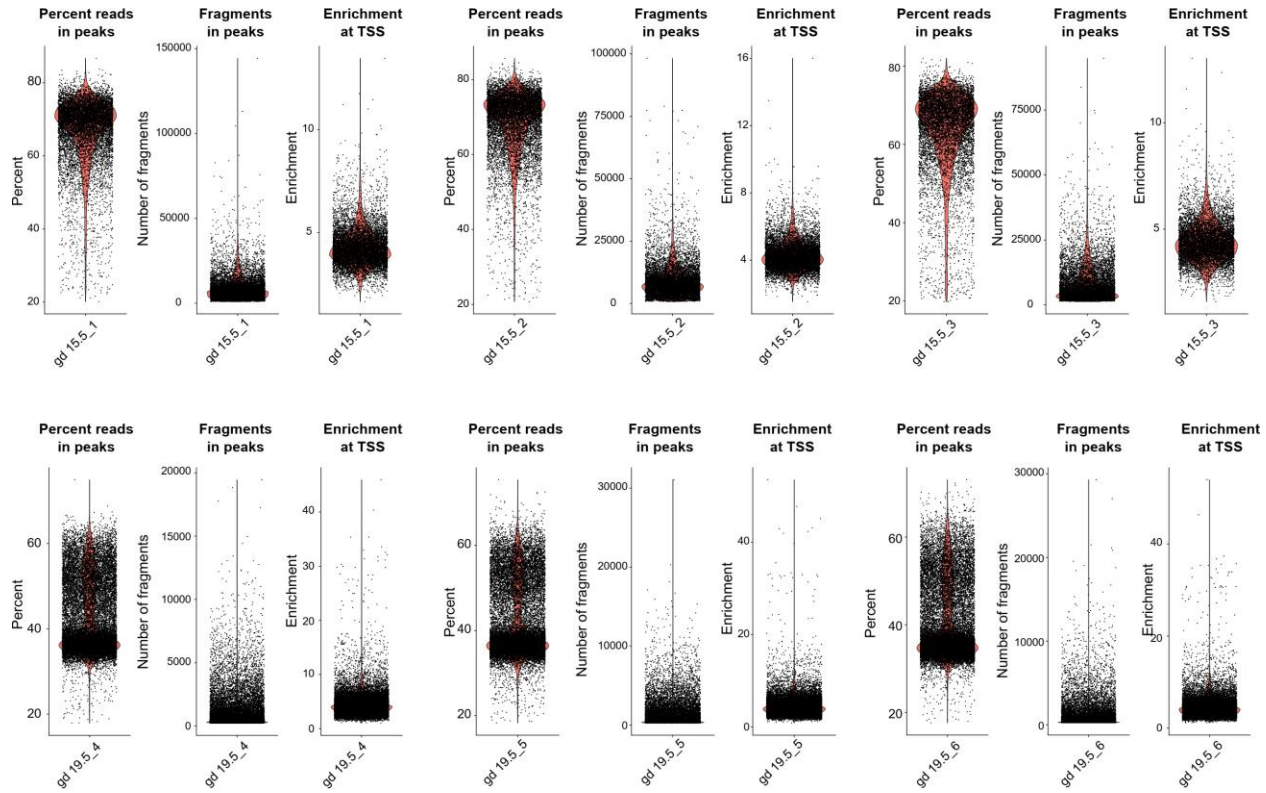 Percent reads
in peaks
Fragments
in peaks
Enrichment
at TSS
Percent reads
in peaks
Fragments
in peaks
Enrichment
at TSS
Percent reads
in peaks
Fragments
in peaks
Enrichment
at TSS
Percent
80
60
40
20
gd 15.5_1
Number of fragments
150000
100000
50000
0
gd 15.5_1
Enrichment
10
5
gd 15.5_1
Percent
80
60
40
20
gd 15.5_2
Number of fragments
100000
75000
50000
25000
0
gd 15.5_2
Enrichment
16
12
8
4
gd 15.5_2
Percent
80
60
40
20
gd 15.5_3
Number of fragments
75000
50000
25000
0
gd 15.5_3
Enrichment
10
5
gd 15.5_3
Percent reads
in peaks
Fragments
in peaks
Enrichment
at TSS
Percent reads
in peaks
Fragments
in peaks
Enrichment
at TSS
Percent reads
in peaks
Fragments
in peaks
Enrichment
at TSS
Percent
60
40
20
gd 19.5_4
Number of fragments
20000
15000
10000
5000
0
gd 19.5_4
Enrichment
40
30
20
10
0
gd 19.5_4
Percent
60
40
20
gd 19.5_5
Number of fragments
30000
20000
10000
0
gd 19.5_5
Enrichment
40
20
0
gd 19.5_5
Percent
60
40
20
gd 19.5_6
Number of fragments
30000
20000
10000
0
gd 19.5_6
Enrichment
40
20
0
gd 19.5_6